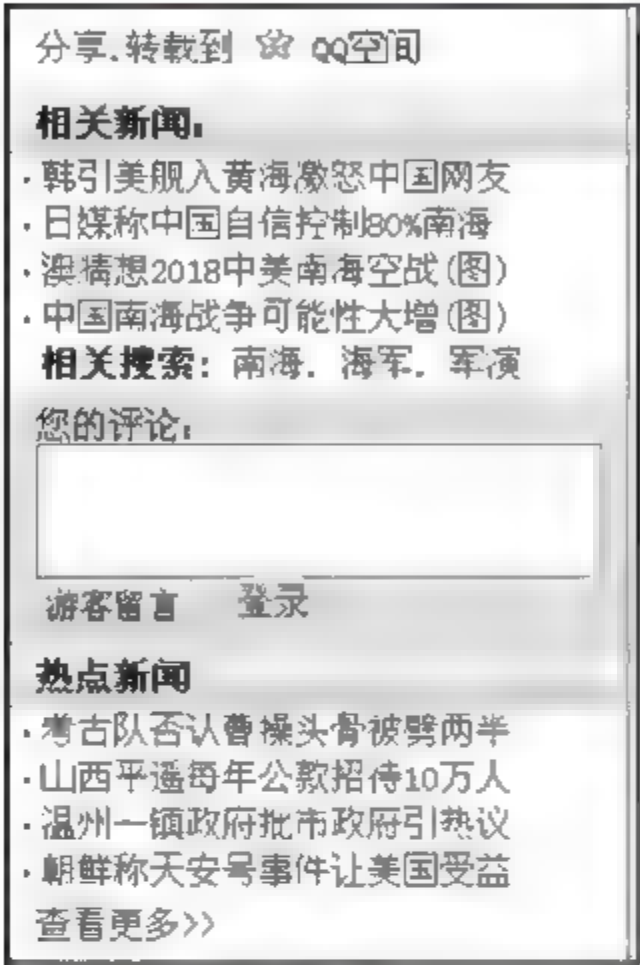 分享.转载到 QQ空间
相关新闻:
·韩引美舰入黄海激怒中国网友
·日媒称中国自信控制80%南海
·澳猜想2018中美南海空战(图)
·中国南海战争可能性大增(图)
相关搜索: 南海. 海军. 军演
您的评论:
游客留言 登录
热点新闻
·考古队否认曹操头骨被劈两半
·山西平遥每年公款招待10万人
·温州一镇政府批市政府引热议
·朝鲜称天安号事件让美国受益
查看更多>>